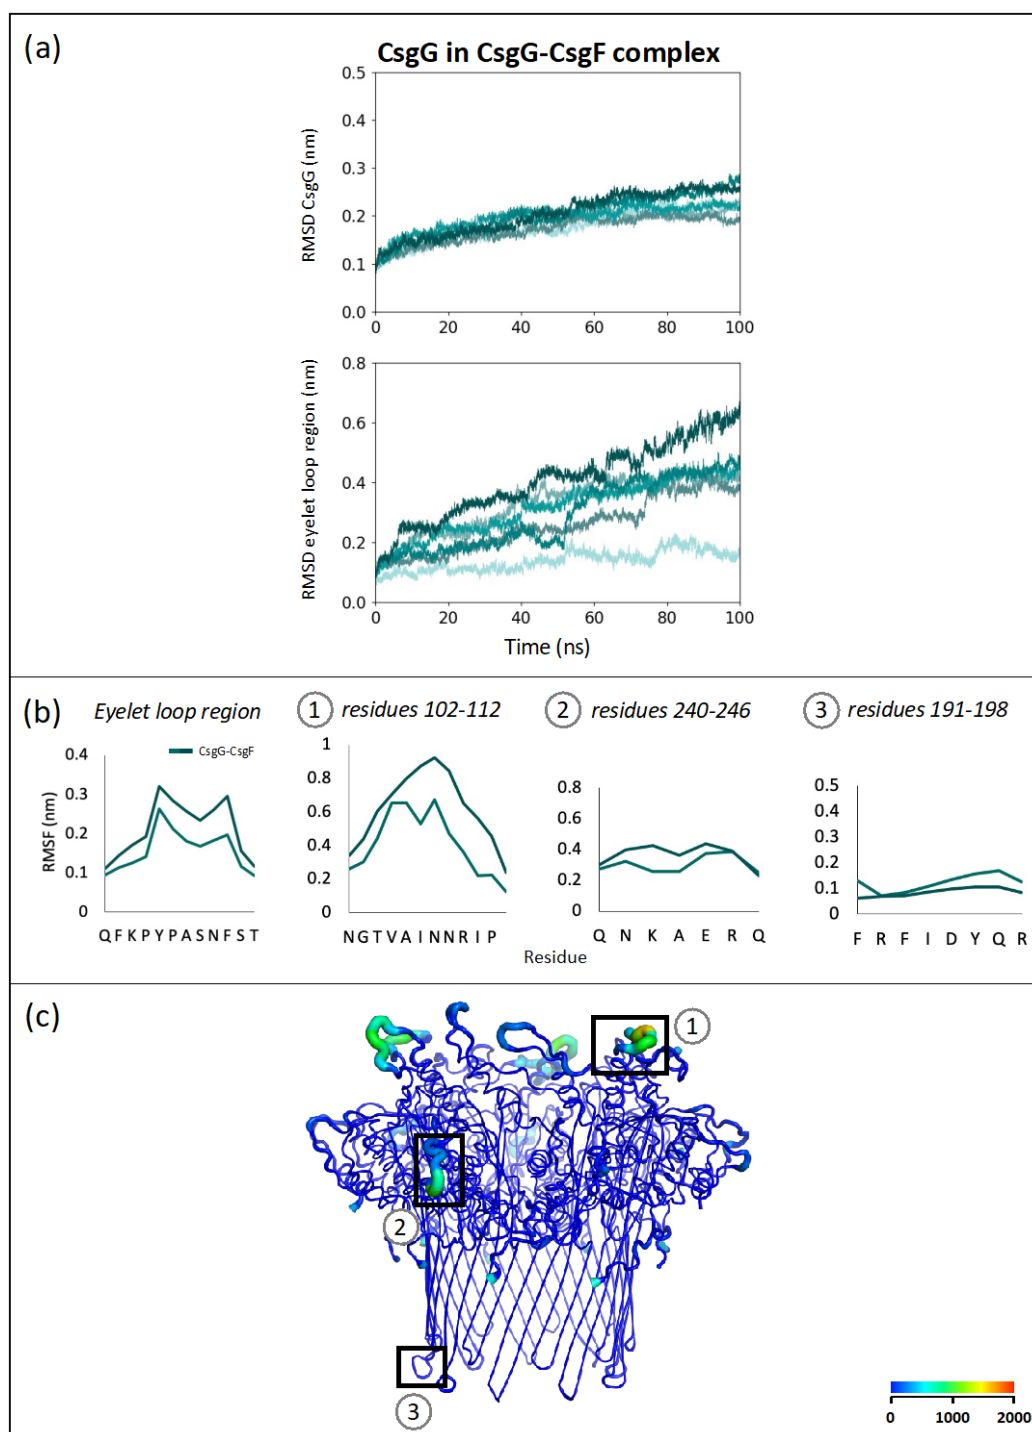 (a)
CsgG in CsgG-CsgF complex
RMSD CsgG (nm)
0.5
0.4
0.3
0.2
0.1
0.0
0 20 40 60 80 100
RMSD eyelet loop region (nm)
0.8
0.6
0.4
0.2
0.0
0 20 40 60 80 100
Time (ns)
(b)
Eyelet loop region
1 residues 102-112
2 residues 240-246
3 residues 191-198
CsgG-CsgF
RMSF (nm)
0.4
0.3
0.2
0.1
0
Q F K P Y P A S N F S T
1
0.8
0.6
0.4
0.2
0
N G T V A I N N R I P
0.8
0.6
0.4
0.2
0
Q N K A E R Q
0.5
0.4
0.3
0.2
0.1
0
F R F I D Y Q R
Residue
(c)
1
2
3
0 1000 2000